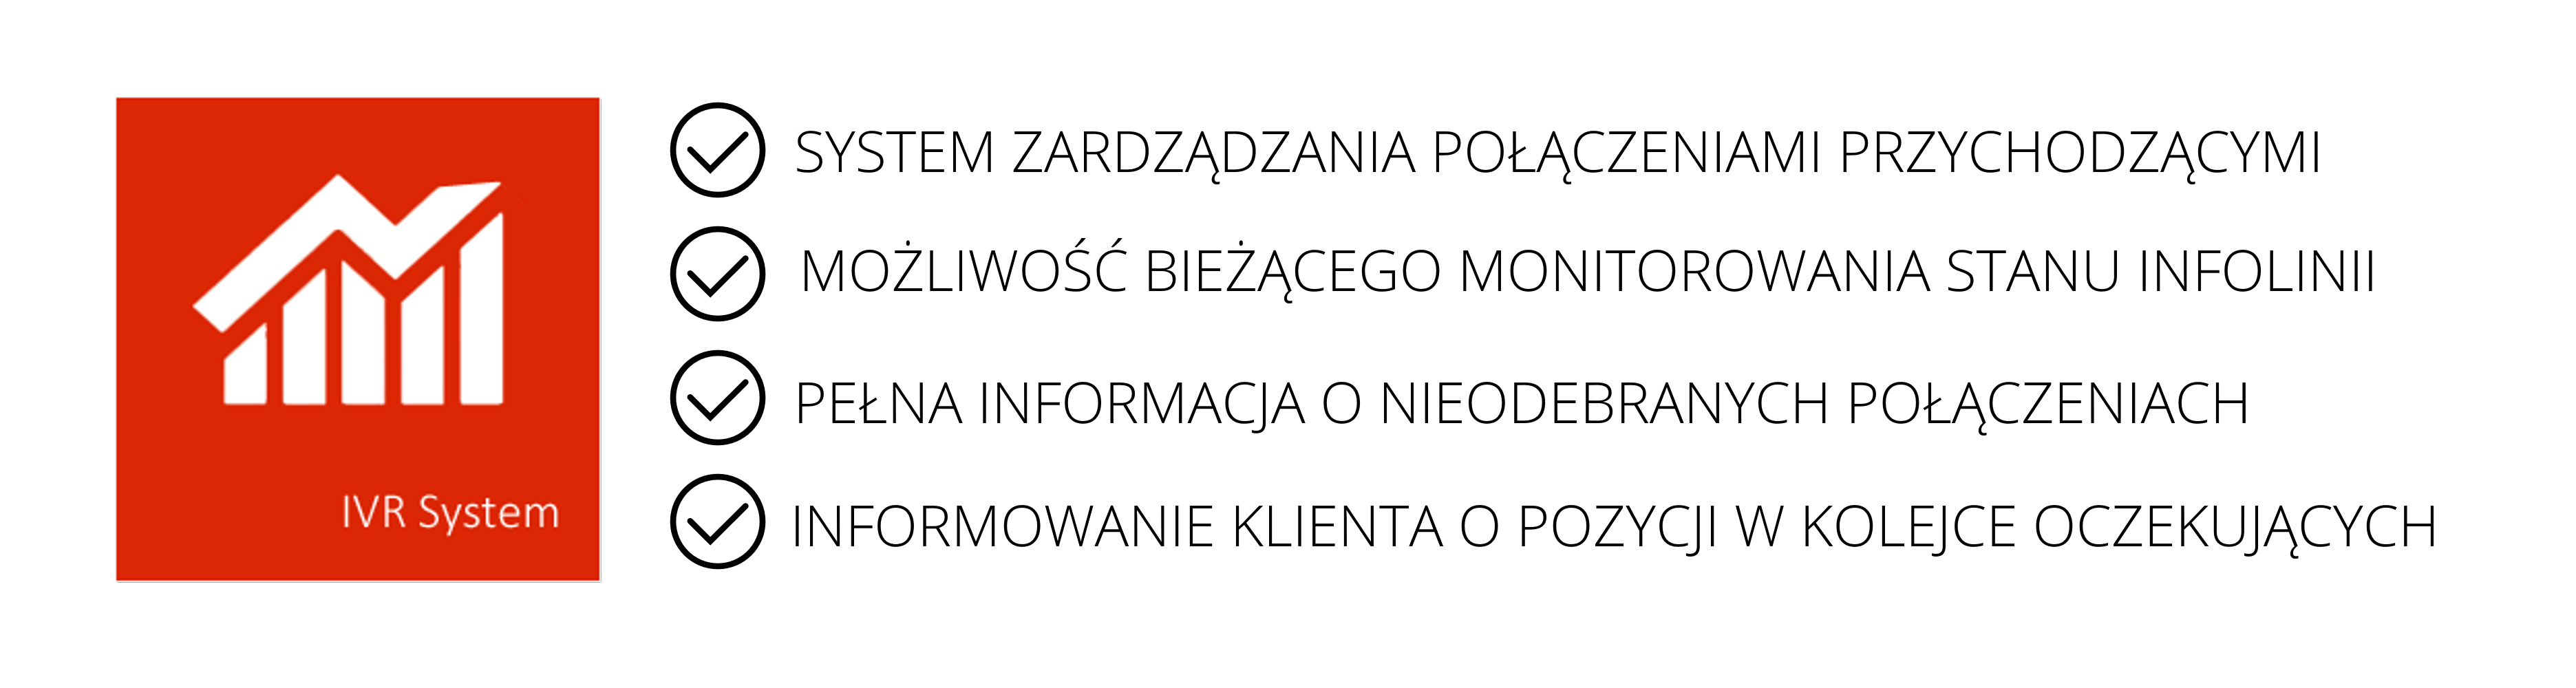 IVR System
SYSTEM ZARDZĄDZANIA POŁĄCZENIAMI PRZYCHODZĄCYMI
MOŻLIWOŚĆ BIEŻĄCEGO MONITOROWANIA STANU INFOLINII
PEŁNA INFORMACJA O NIEODEBRANYCH POŁĄCZENIACH
INFORMOWANIE KLIENTA O POZYCJI W KOLEJCE OCZEKUJĄCYCH